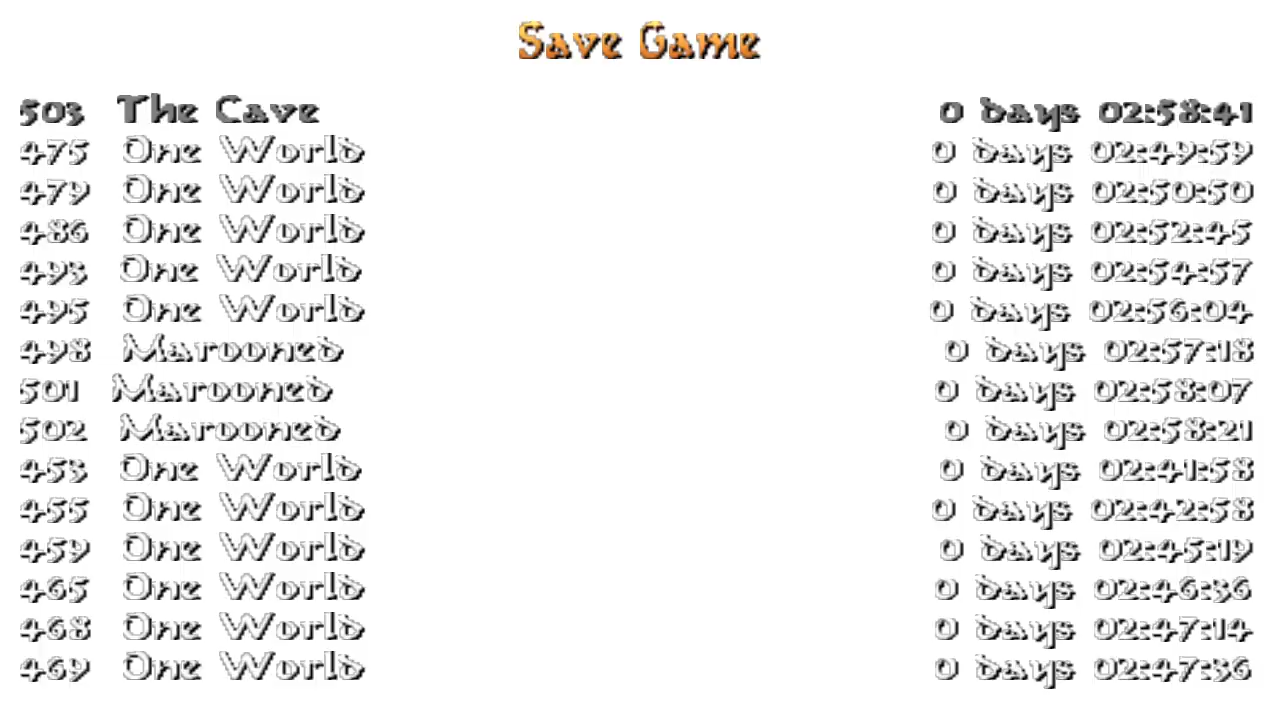 Save Game
503 The Cave 0 days 02:58:41
475 One World 0 days 02:49:59
479 One World 0 days 02:50:50
486 One World 0 days 02:52:45
493 One World 0 days 02:54:57
495 One World 0 days 02:56:04
498 Marooned 0 days 02:57:18
501 Marooned 0 days 02:58:07
502 Marooned 0 days 02:58:21
453 One World 0 days 02:41:58
455 One World 0 days 02:42:58
459 One World 0 days 02:45:19
465 One World 0 days 02:46:36
468 One World 0 days 02:47:14
469 One World 0 days 02:47:36